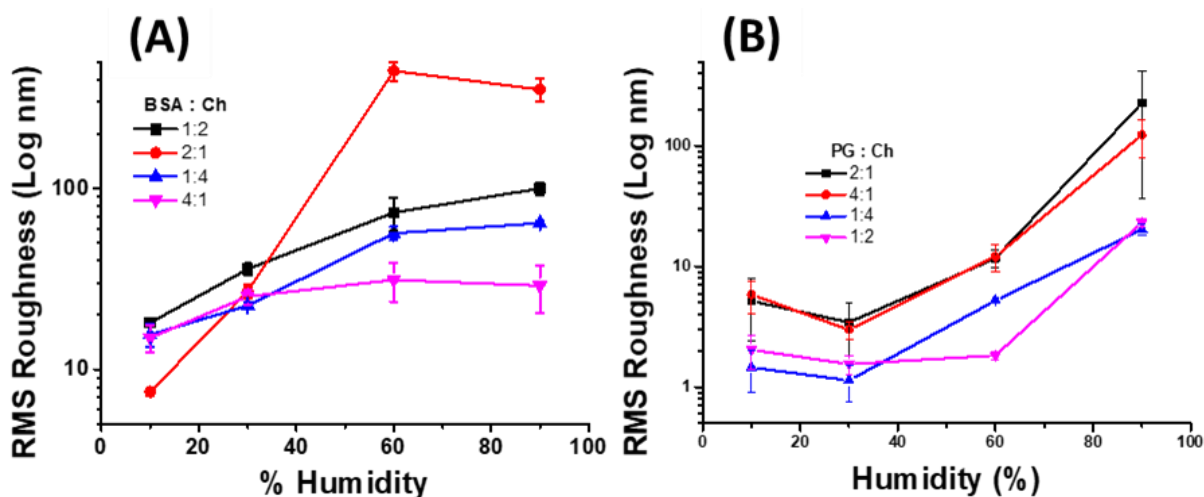 (A)
RMS Roughness (Log nm)
100
10
BSA : Ch
1:2
2:1
1:4
4:1
0 20 40 60 80 100
% Humidity
(B)
RMS Roughness (Log nm)
100
10
1
PG : Ch
2:1
4:1
1:4
1:2
0 20 40 60 80 100
Humidity (%)